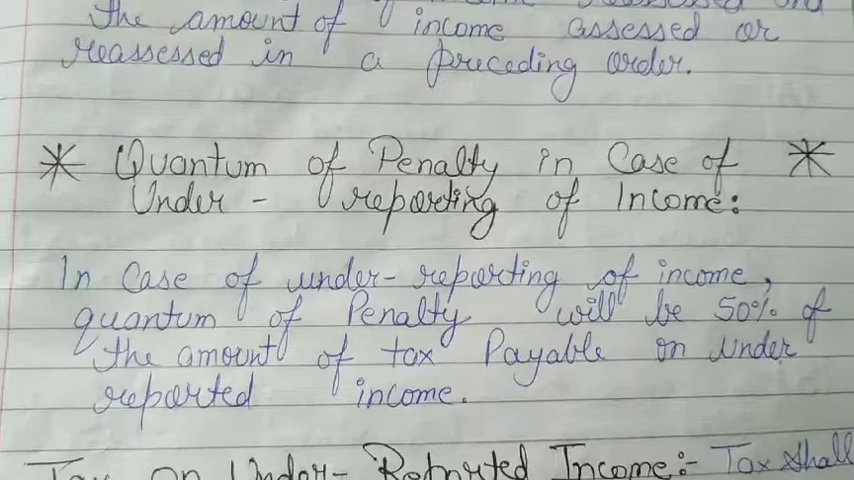 the amount of income assessed or
reassessed in a preceding order.
* Quantum of Penalty in Case of *
Under - reporting of Income:
In Case of under-reporting of income,
quantum of Penalty will be 50% of
the amount of tax Payable on under
reported income.
Tax on Under-Reported Income:- Tax shall